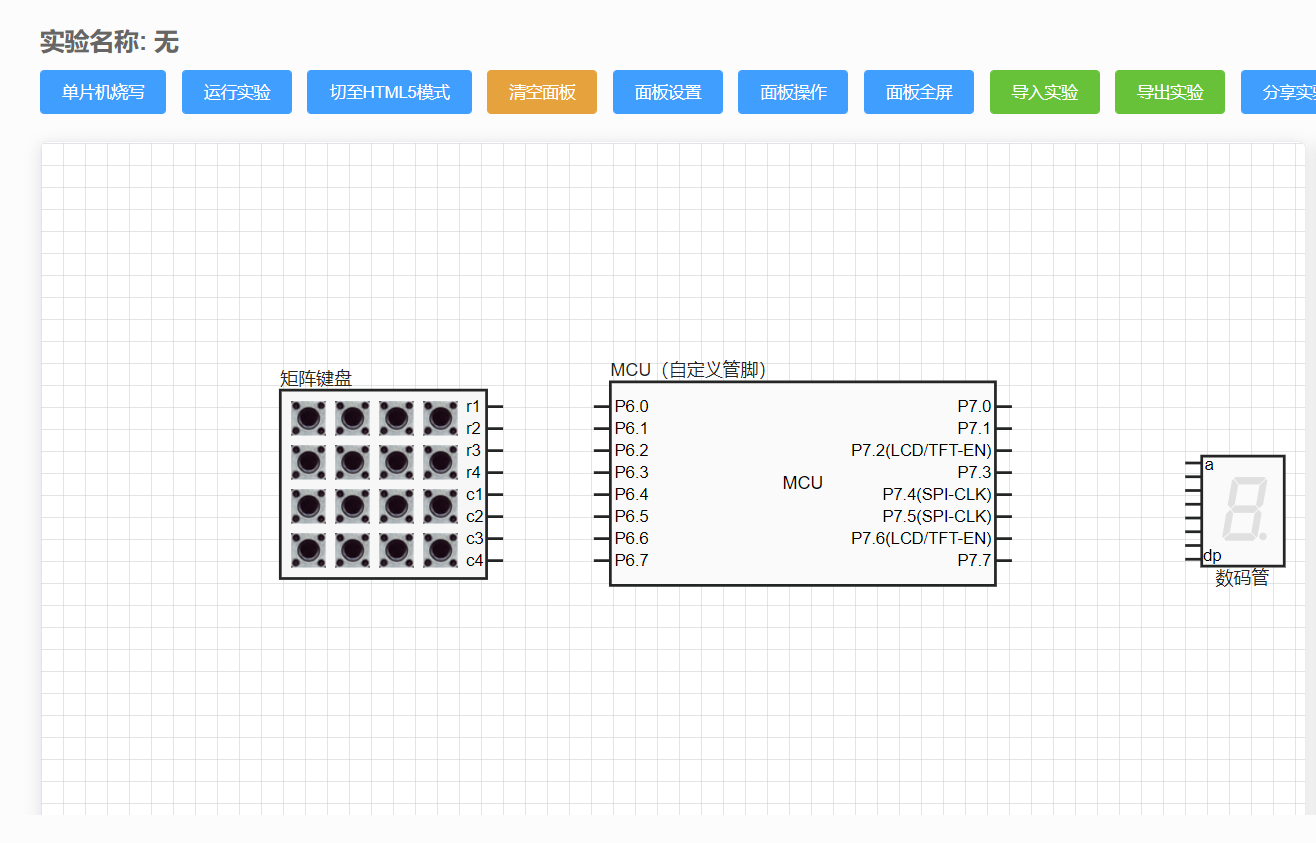 实验名称: 无
单片机烧写 运行实验 切至HTML5模式 清空面板 面板设置 面板操作 面板全屏 导入实验 导出实验 分享实
矩阵键盘
r1
r2
r3
r4
c1
c2
c3
c4
MCU（自定义管脚）
P6.0 P7.0
P6.1 P7.1
P6.2 P7.2(LCD/TFT-EN)
P6.3 P7.3
MCU
P6.4 P7.4(SPI-CLK)
P6.5 P7.5(SPI-CLK)
P6.6 P7.6(LCD/TFT-EN)
P6.7 P7.7
a
dp
数码管